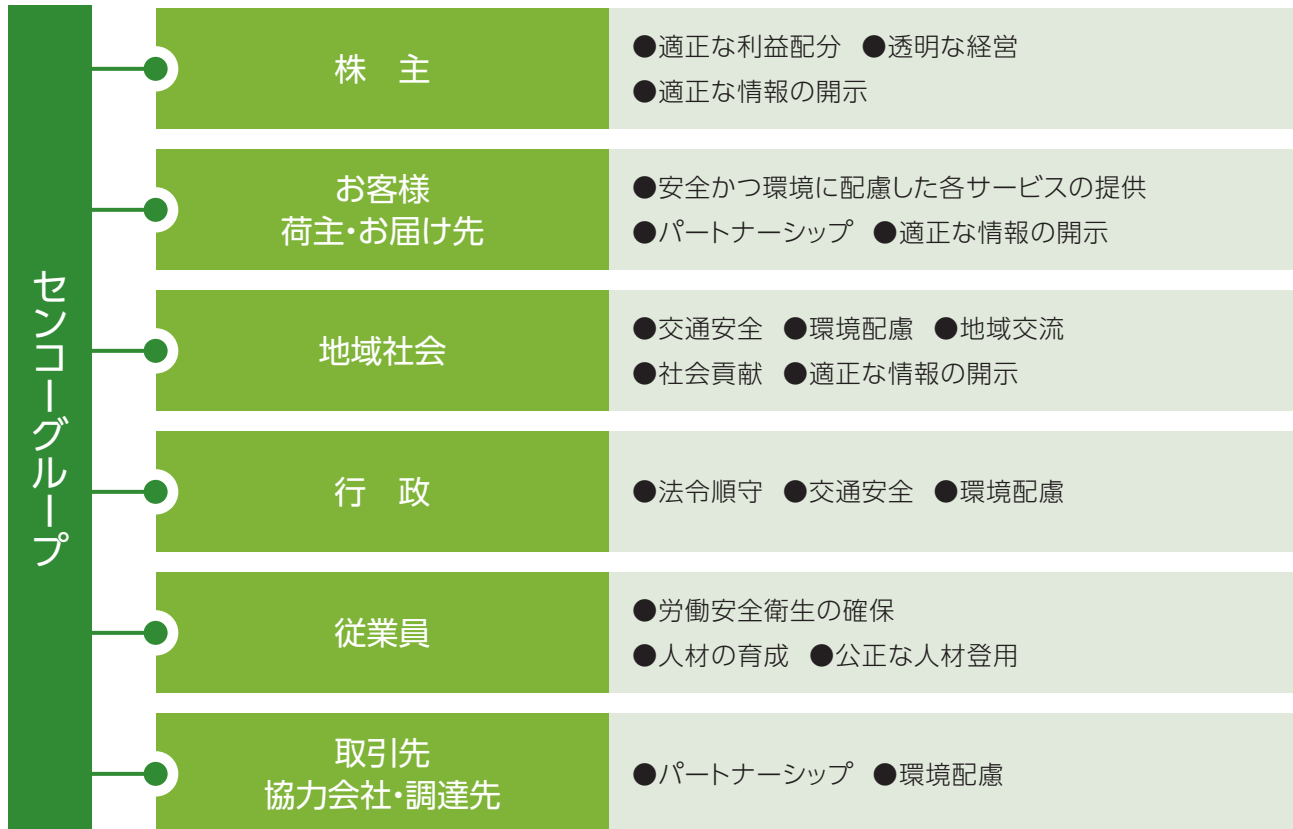 センコーグループ
株　主
●適正な利益配分　●透明な経営
●適正な情報の開示
お客様
荷主・お届け先
●安全かつ環境に配慮した各サービスの提供
●パートナーシップ　●適正な情報の開示
地域社会
●交通安全　●環境配慮　●地域交流
●社会貢献　●適正な情報の開示
行　政
●法令順守　●交通安全　●環境配慮
従業員
●労働安全衛生の確保
●人材の育成　●公正な人材登用
取引先
協力会社・調達先
●パートナーシップ　●環境配慮